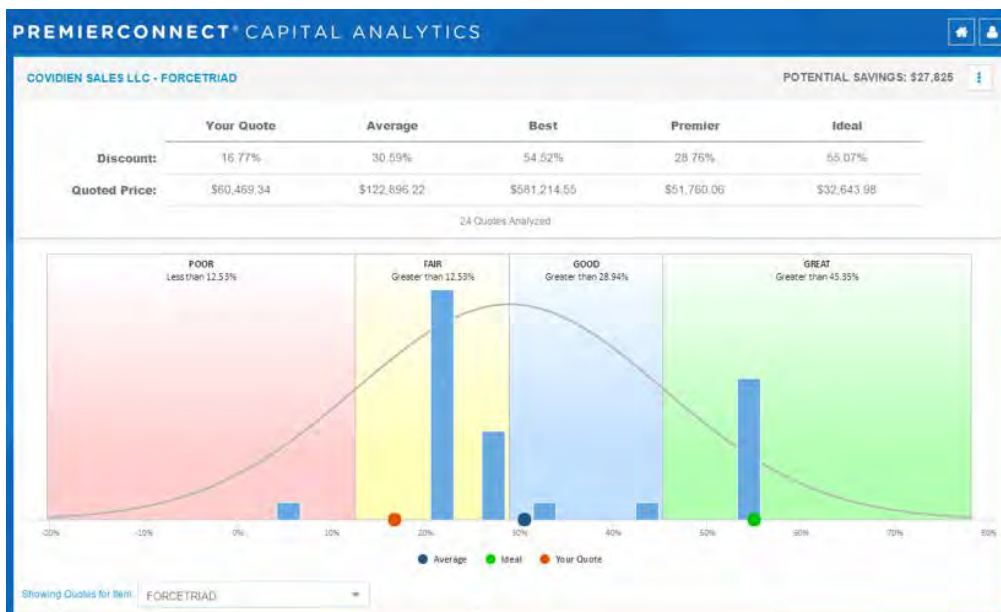 PREMIERCONNECT® CAPITAL ANALYTICS
COVIDIEN SALES LLC - FORCETRIAD
POTENTIAL SAVINGS: $27,825
Your Quote Average Best Premier Ideal
Discount: 16.77% 30.59% 54.52% 28.76% 55.07%
Quoted Price: $60,469.34 $122,896.22 $581,214.55 $51,760.06 $32,643.98
24 Quotes Analyzed
POOR FAIR GOOD GREAT
Less than 12.53% Greater than 12.53% Greater than 28.94% Greater than 45.35%
-20% -10% 0% 10% 20% 30% 40% 50% 60% 70% 80%
Average Ideal Your Quote
Showing Quotes for Item: FORCETRIAD